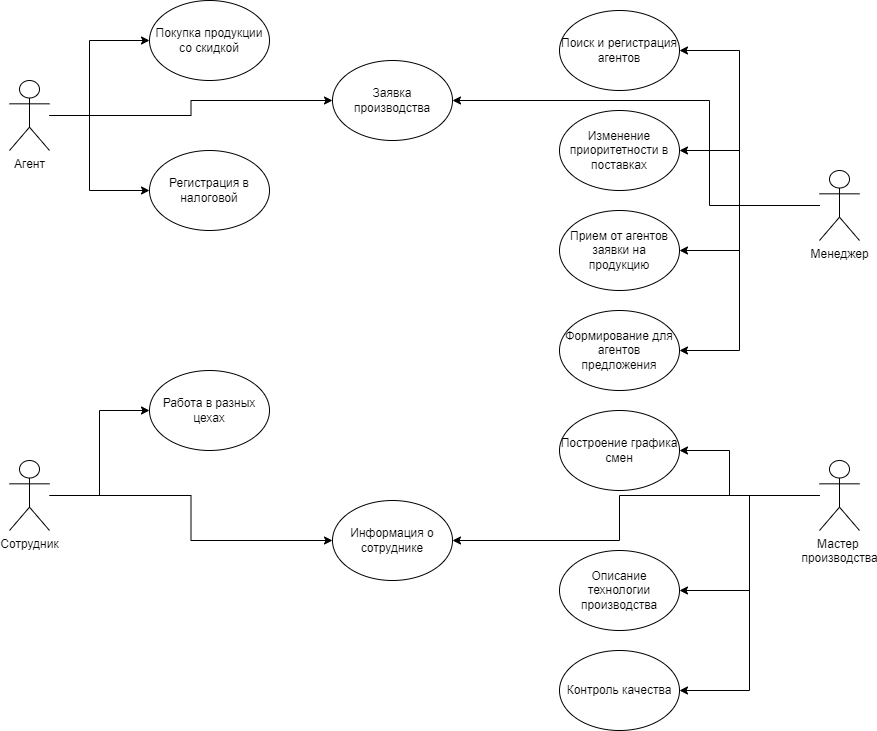 Покупка продукции
со скидкой
Поиск и регистрация
агентов
Заявка
производства
Агент
Изменение
приоритетности в
поставках
Регистрация в
налоговой
Менеджер
Прием от агентов
заявки на
продукцию
Формирование для
агентов
предложения
Работа в разных
цехах
Построение графика
смен
Сотрудник
Информация о
сотруднике
Мастер
производства
Описание
технологии
производства
Контроль качества